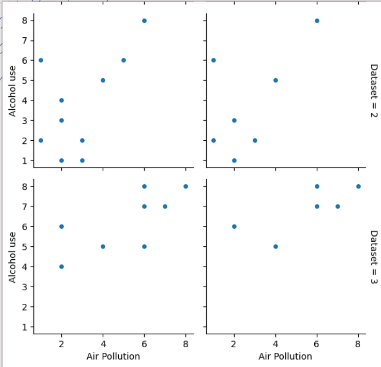 8
7
6
5
4
3
2
1
Alcohol use
Dataset = 2
8
7
6
5
4
3
2
1
Alcohol use
Dataset = 3
2 4 6 8
Air Pollution
2 4 6 8
Air Pollution